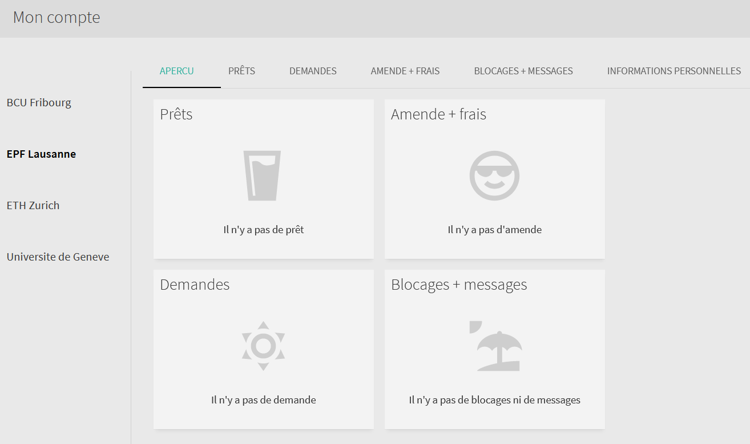 Mon compte
APERCU
PRÊTS
DEMANDES
AMENDE + FRAIS
BLOCAGES + MESSAGES
INFORMATIONS PERSONNELLES
BCU Fribourg
EPF Lausanne
ETH Zurich
Universite de Geneve
Prêts
Il n'y a pas de prêt
Amende + frais
Il n'y a pas d'amende
Demandes
Il n'y a pas de demande
Blocages + messages
Il n'y a pas de blocages ni de messages